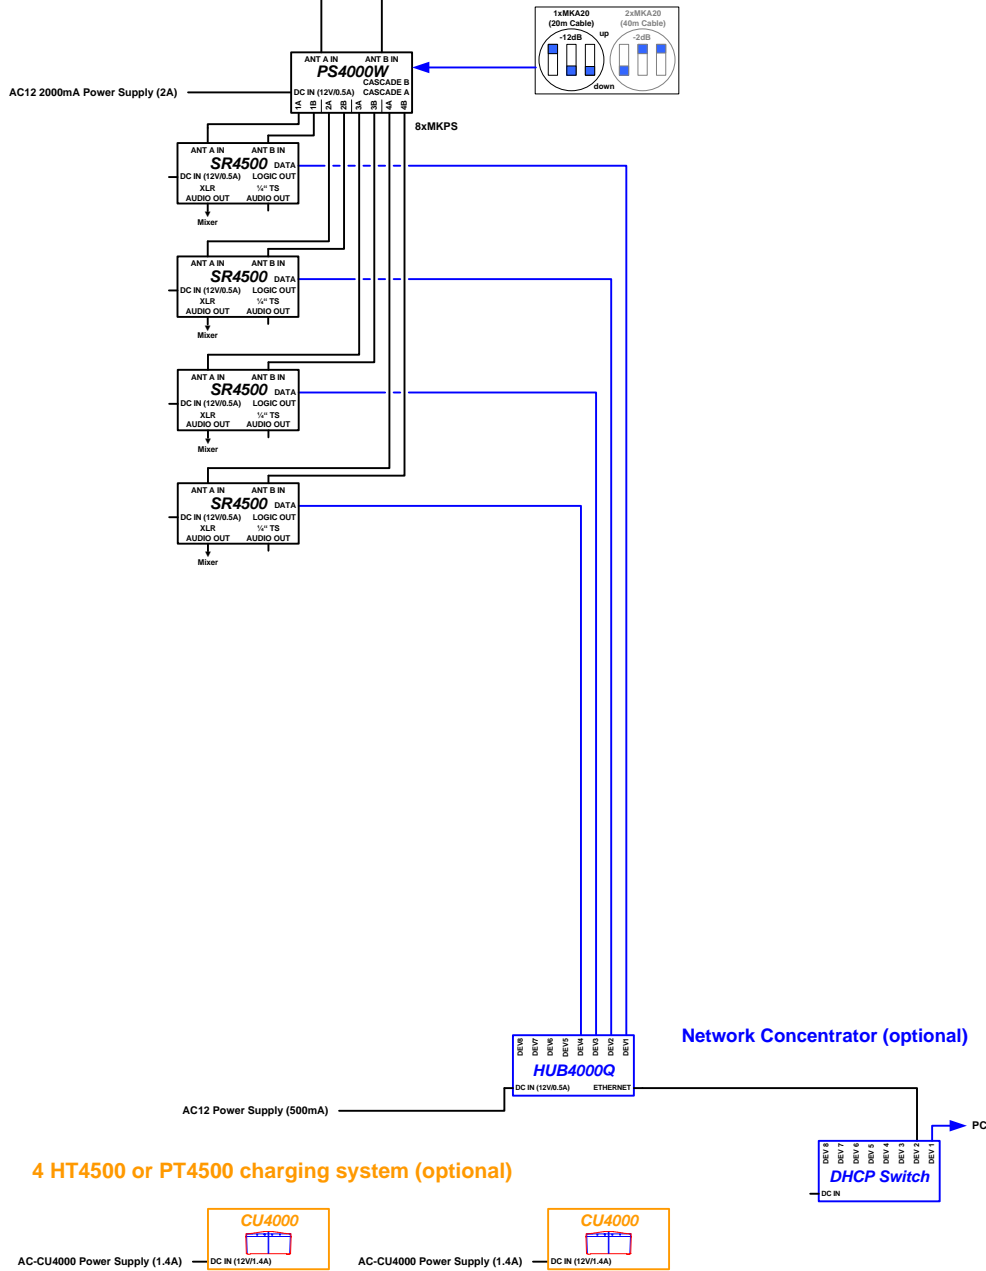 1xMKA20 2xMKA20
(20m Cable) (40m Cable)
-12dB up -2dB
down
ANT A IN ANT B IN
PS4000W
CASCADE B
DC IN (12V/0.5A) CASCADE A
1A 1B 2A 2B 3A 3B 4A 4B
AC12 2000mA Power Supply (2A)
8xMKPS
ANT A IN ANT B IN
SR4500 DATA
DC IN (12V/0.5A) LOGIC OUT
XLR ¼“ TS
AUDIO OUT AUDIO OUT
Mixer
ANT A IN ANT B IN
SR4500 DATA
DC IN (12V/0.5A) LOGIC OUT
XLR ¼“ TS
AUDIO OUT AUDIO OUT
Mixer
ANT A IN ANT B IN
SR4500 DATA
DC IN (12V/0.5A) LOGIC OUT
XLR ¼“ TS
AUDIO OUT AUDIO OUT
Mixer
ANT A IN ANT B IN
SR4500 DATA
DC IN (12V/0.5A) LOGIC OUT
XLR ¼“ TS
AUDIO OUT AUDIO OUT
Mixer
Network Concentrator (optional)
DEV8 DEV7 DEV6 DEV5 DEV4 DEV3 DEV2 DEV1
HUB4000Q
DC IN (12V/0.5A) ETHERNET
AC12 Power Supply (500mA)
PC
DEV 8 DEV 7 DEV 6 DEV 5 DEV 4 DEV 3 DEV 2 DEV 1
DHCP Switch
DC IN
4 HT4500 or PT4500 charging system (optional)
CU4000
AC-CU4000 Power Supply (1.4A) DC IN (12V/1.4A)
CU4000
AC-CU4000 Power Supply (1.4A) DC IN (12V/1.4A)